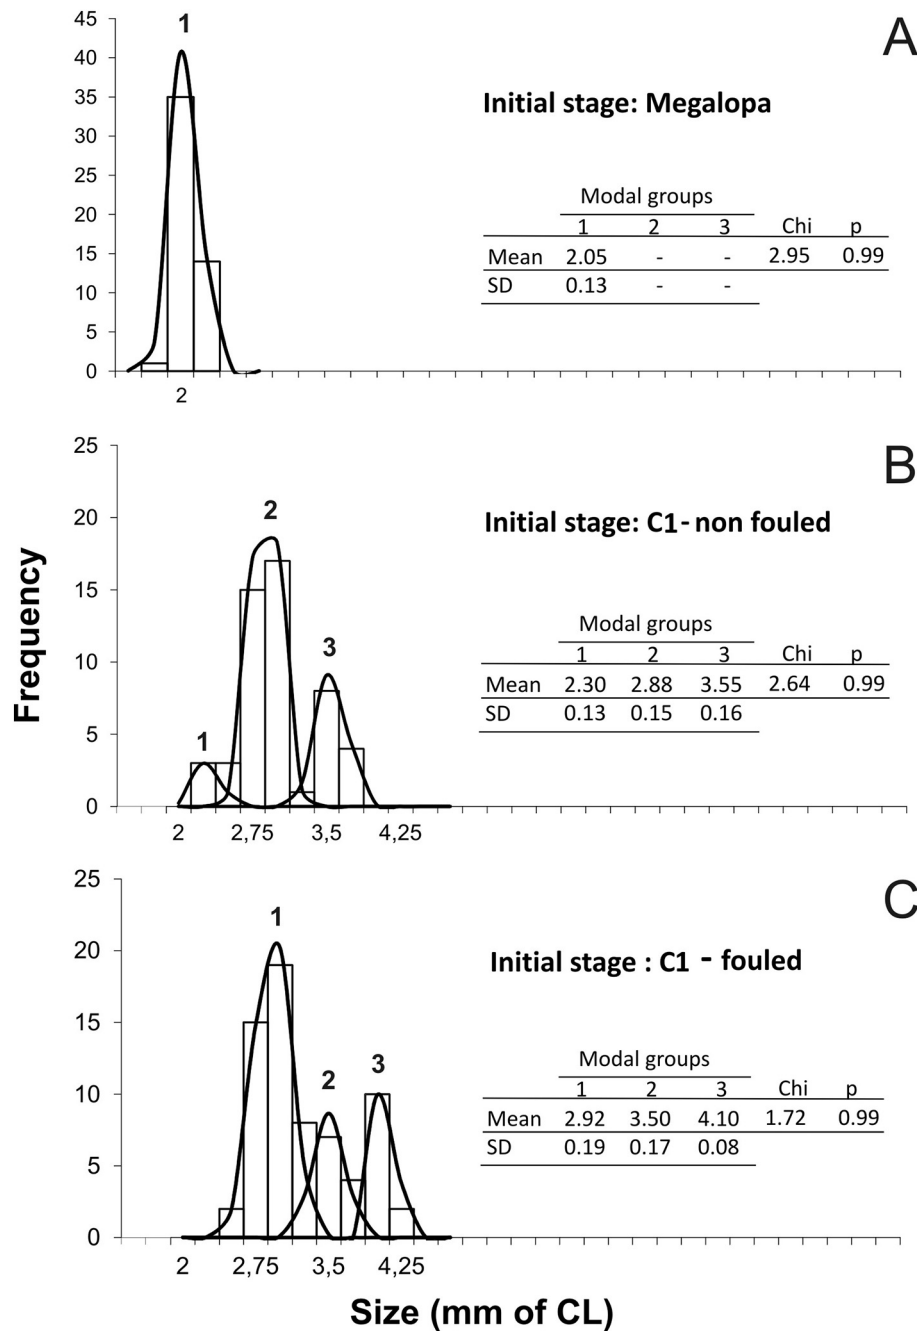 A
1
45
40
35
30
25
20
15
10
5
0
2
Initial stage: Megalopa
Modal groups
1 2 3 Chi p
Mean 2.05 - - 2.95 0.99
SD 0.13 - -
B
25
20
15
10
5
0
1
2
3
2 2,75 3,5 4,25
Initial stage: C1- non fouled
Modal groups
1 2 3 Chi p
Mean 2.30 2.88 3.55 2.64 0.99
SD 0.13 0.15 0.16
Frequency
C
25
20
15
10
5
0
1
2
3
2 2,75 3,5 4,25
Initial stage : C1 - fouled
Modal groups
1 2 3 Chi p
Mean 2.92 3.50 4.10 1.72 0.99
SD 0.19 0.17 0.08
Size (mm of CL)